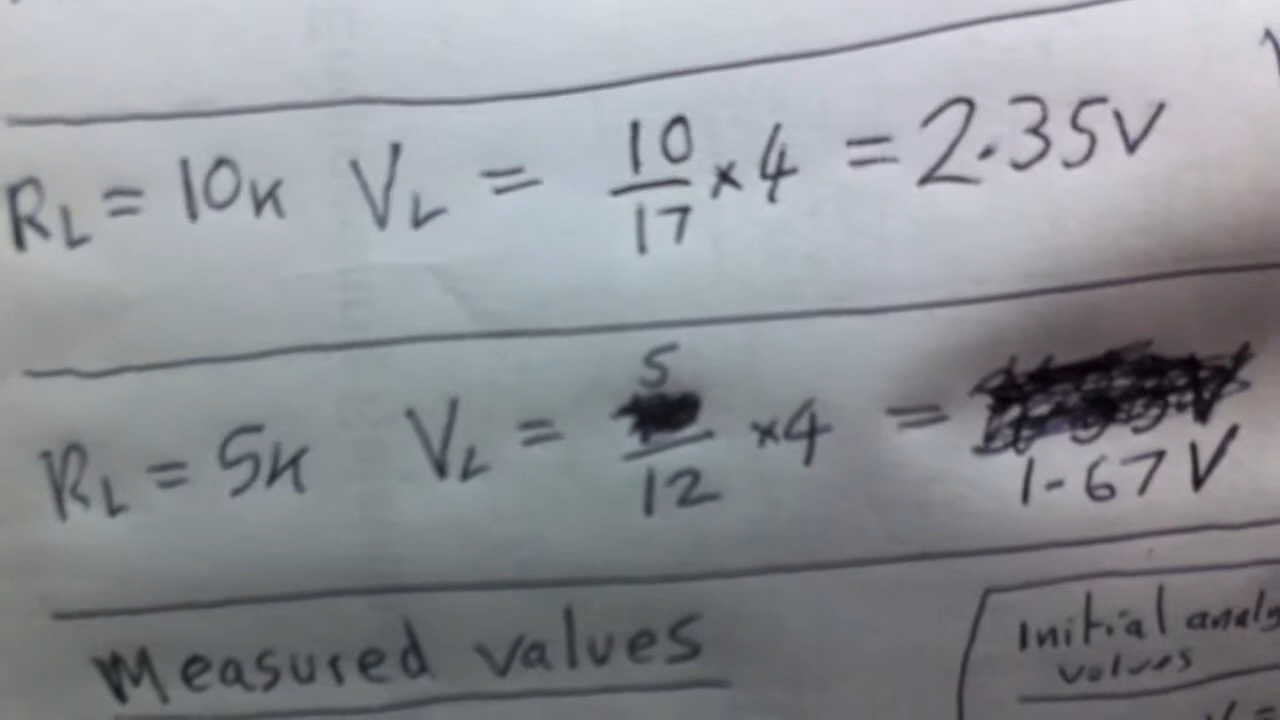 RL = 10K VL = 10/17 × 4 = 2.35V
RL = 5K VL = 5/12 × 4 = 1.67V
Measured values
Initial
values